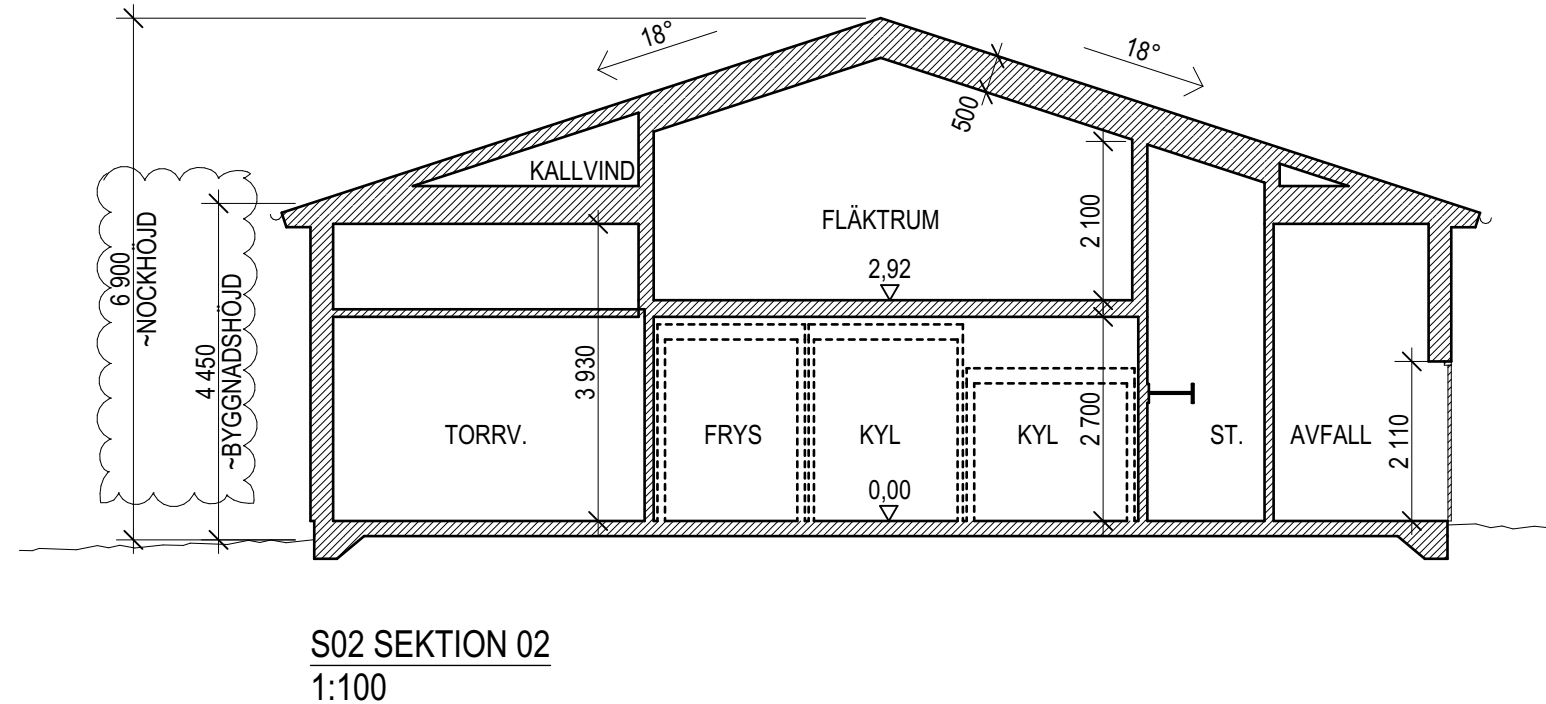 18°
18°
500
KALLVIND
FLÄKTRUM
2 100
2,92
6 900
~NOCKHÖJD
4 450
~BYGGNADSHÖJD
3 930
TORRV.
FRYS
KYL
KYL
2 700
ST.
AVFALL
2 110
0,00
S02 SEKTION 02
1:100